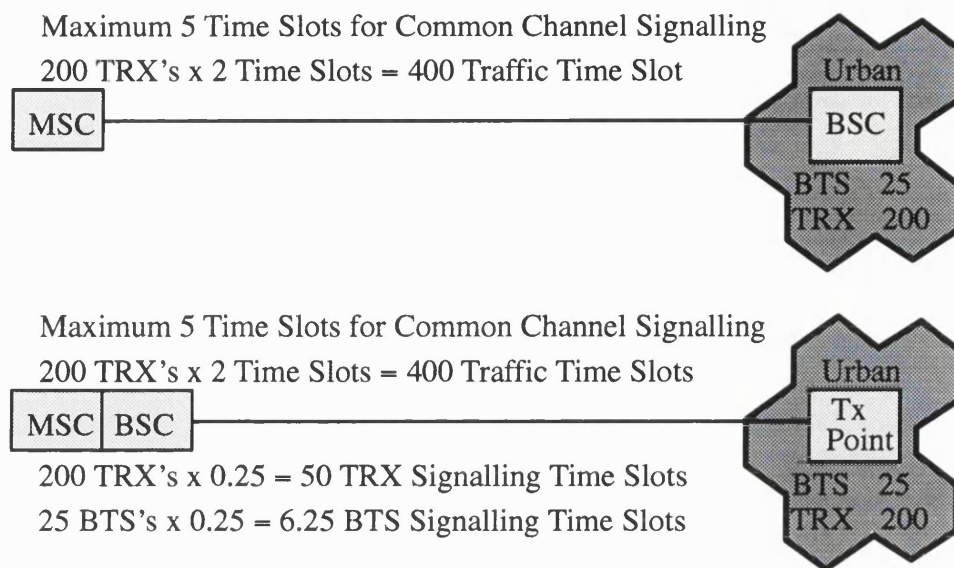 Maximum 5 Time Slots for Common Channel Signalling
200 TRX's x 2 Time Slots = 400 Traffic Time Slot
Urban
MSC
BSC
BTS 25
TRX 200
Maximum 5 Time Slots for Common Channel Signalling
200 TRX's x 2 Time Slots = 400 Traffic Time Slots
Urban
MSC BSC
Tx
Point
200 TRX's x 0.25 = 50 TRX Signalling Time Slots
BTS 25
25 BTS's x 0.25 = 6.25 BTS Signalling Time Slots
TRX 200